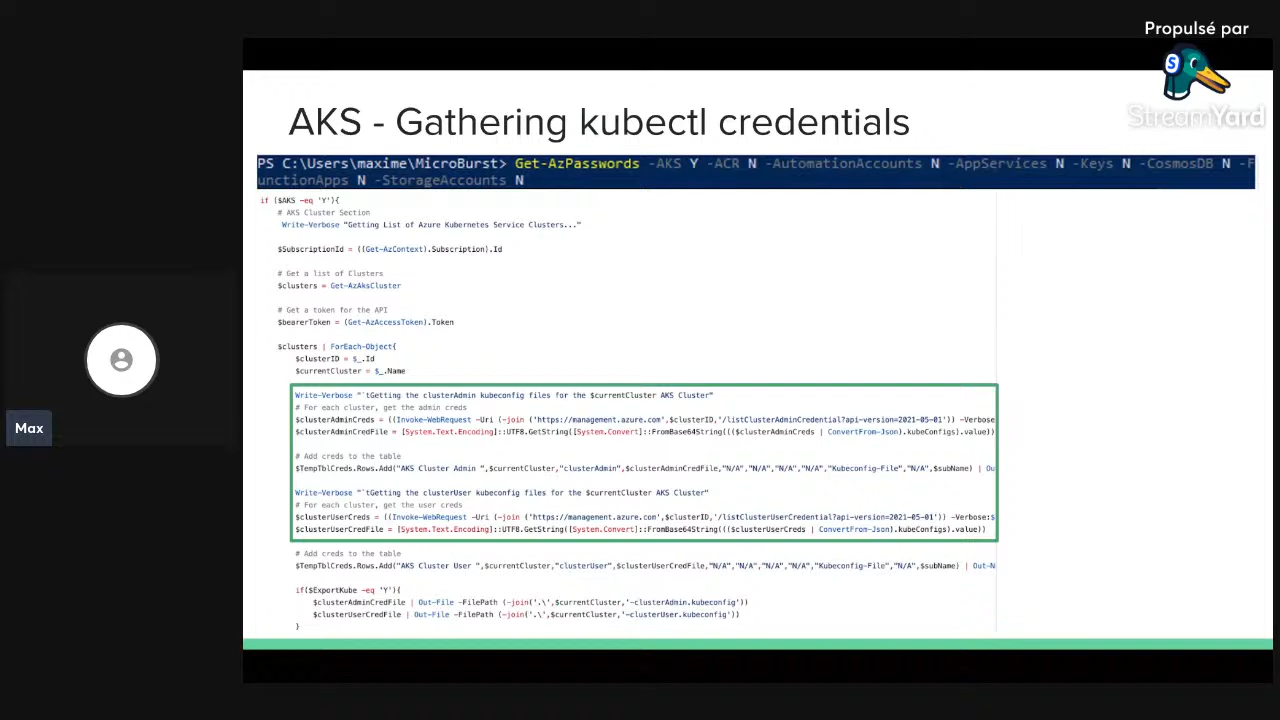 Propulsé par
StreamYard
AKS - Gathering kubectl credentials
PS C:\Users\maxime\MicroBurst> Get-AzPasswords -AKS Y -ACR N -AutomationAccounts N -AppServices N -Keys N -CosmosDB N -F
unctionApps N -StorageAccounts N
if ($AKS -eq 'Y'){
# AKS Cluster Section
Write-Verbose "Getting List of Azure Kubernetes Service Clusters..."
$SubscriptionId = ((Get-AzContext).Subscription).Id
# Get a list of Clusters
$clusters = Get-AzAksCluster
# Get a token for the API
$bearerToken = (Get-AzAccessToken).Token
$clusters | ForEach-Object{
$clusterID = $_.Id
$currentCluster = $_.Name
Write-Verbose "`tGetting the clusterAdmin kubeconfig files for the $currentCluster AKS Cluster"
# For each cluster, get the admin creds
$clusterAdminCreds = ((Invoke-WebRequest -Uri (-join ('https://management.azure.com',$clusterID,'/listClusterAdminCredential?api-version=2021-05-01')) -Verbose
$clusterAdminCredFile = [System.Text.Encoding]::UTF8.GetString([System.Convert]::FromBase64String((($clusterAdminCreds | ConvertFrom-Json).kubeConfigs).value))
# Add creds to the table
$TempTblCreds.Rows.Add("AKS Cluster Admin ",$currentCluster,"clusterAdmin",$clusterAdminCredFile,"N/A","N/A","N/A","N/A","Kubeconfig-File","N/A",$subName) | Ou
Write-Verbose "`tGetting the clusterUser kubeconfig files for the $currentCluster AKS Cluster"
# For each cluster, get the user creds
$clusterUserCreds = ((Invoke-WebRequest -Uri (-join ('https://management.azure.com',$clusterID,'/listClusterUserCredential?api-version=2021-05-01')) -Verbose:$
$clusterUserCredFile = [System.Text.Encoding]::UTF8.GetString([System.Convert]::FromBase64String((($clusterUserCreds | ConvertFrom-Json).kubeConfigs).value))
# Add creds to the table
$TempTblCreds.Rows.Add("AKS Cluster User ",$currentCluster,"clusterUser",$clusterUserCredFile,"N/A","N/A","N/A","N/A","Kubeconfig-File","N/A",$subName) | Out-N
if($ExportKube -eq 'Y'){
$clusterAdminCredFile | Out-File -FilePath (-join('.\',$currentCluster,'-clusterAdmin.kubeconfig'))
$clusterUserCredFile | Out-File -FilePath (-join('.\',$currentCluster,'-clusterUser.kubeconfig'))
}
Max